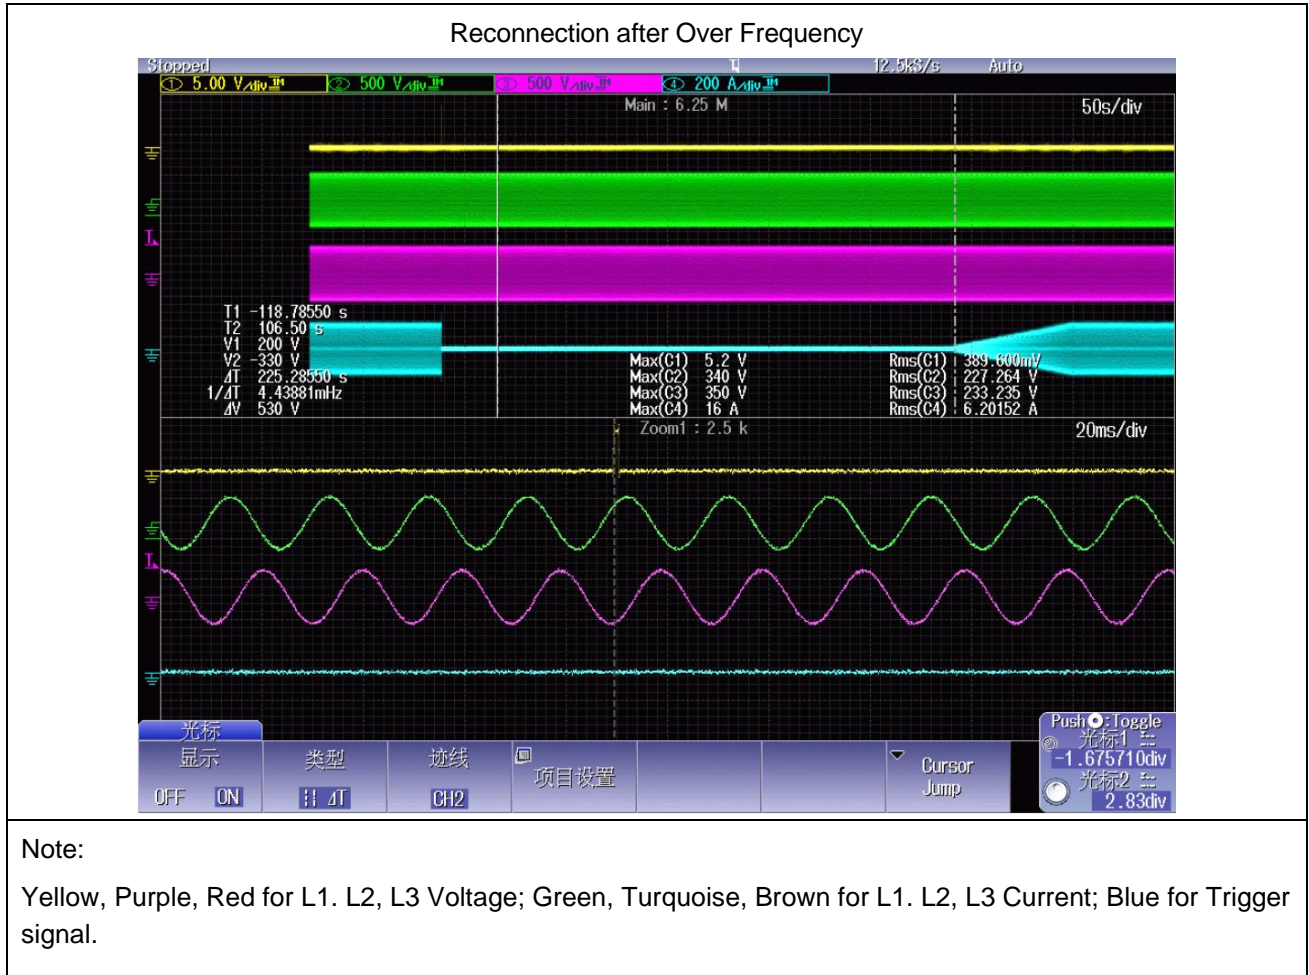 Reconnection after Over Frequency
Stopped 12.5kS/s Auto
① 5.00 V/div 1M ② 500 V/div 1M ③ 500 V/div 1M ④ 200 A/div 1M
Main : 6.25 M 50s/div
T1 -118.78550 s
T2 106.50 s
V1 200 V
V2 -330 V
ΔT 225.28550 s
1/ΔT 4.43881mHz
ΔV 530 V
Max(C1) 5.2 V
Max(C2) 340 V
Max(C3) 350 V
Max(C4) 16 A
Rms(C1) 389.600mV
Rms(C2) 227.264 V
Rms(C3) 233.235 V
Rms(C4) 6.20152 A
Zoom1 : 2.5 k 20ms/div
光标
显示
OFF ON
类型
ΔT
迹线
CH2
项目设置
Cursor
Jump
Push :Toggle
光标1
-1.675710div
光标2
2.83div
Note:
Yellow, Purple, Red for L1. L2, L3 Voltage; Green, Turquoise, Brown for L1. L2, L3 Current; Blue for Trigger
signal.